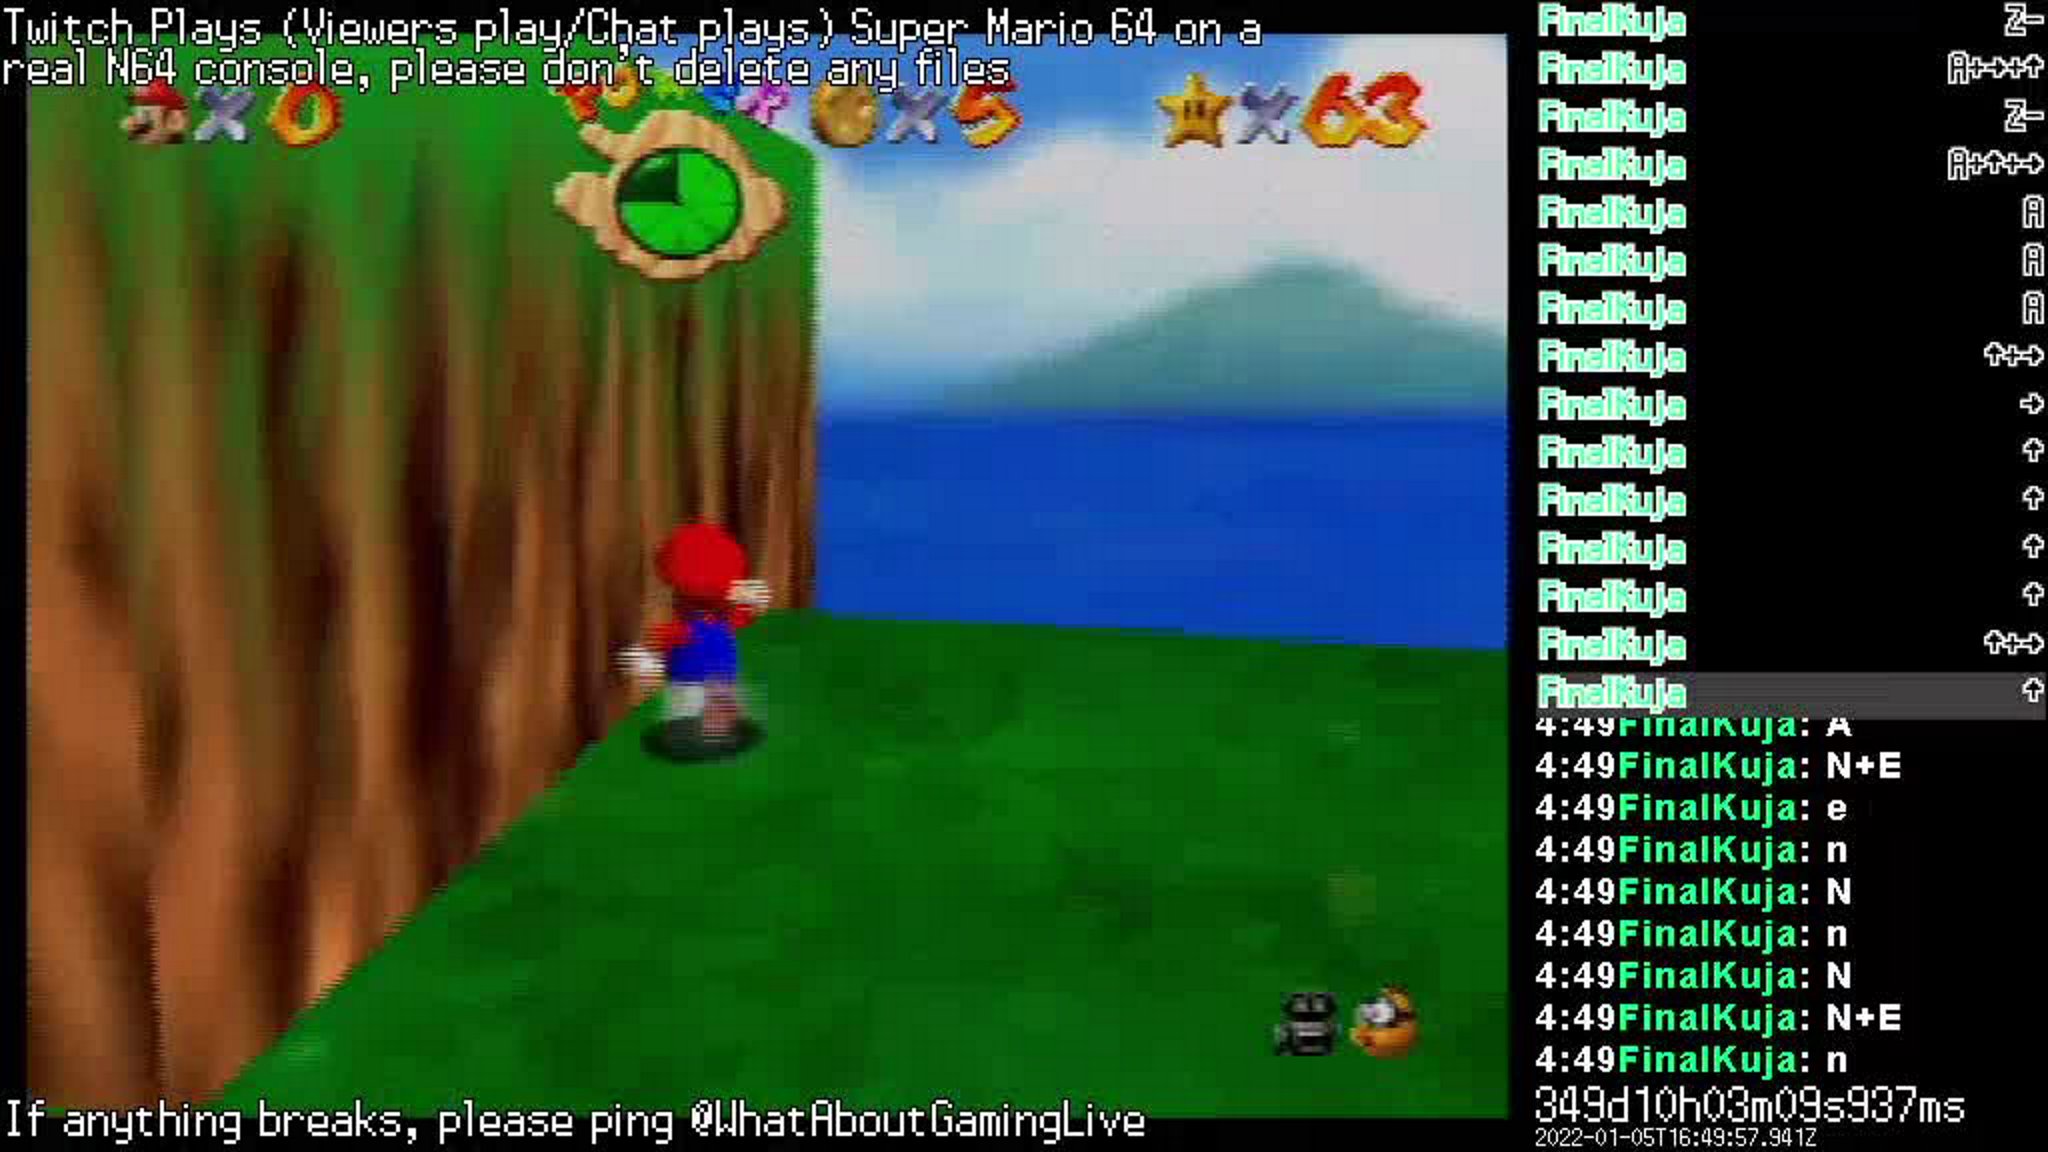 Twitch Plays (Viewers play/Chat plays) Super Mario 64 on a
real N64 console, please don't delete any files
0
5
63
FinalKuja Z-
FinalKuja A+→+↑
FinalKuja Z-
FinalKuja A+↑+→
FinalKuja A
FinalKuja A
FinalKuja A
FinalKuja ↑+→
FinalKuja →
FinalKuja ↑
FinalKuja ↑
FinalKuja ↑
FinalKuja ↑
FinalKuja ↑+→
FinalKuja ↑
4:49FinalKuja: A
4:49FinalKuja: N+E
4:49FinalKuja: e
4:49FinalKuja: n
4:49FinalKuja: N
4:49FinalKuja: n
4:49FinalKuja: N
4:49FinalKuja: N+E
4:49FinalKuja: n
349d10h03m09s937ms
2022-01-05T16:49:57.941Z
If anything breaks, please ping @WhatAboutGamingLive